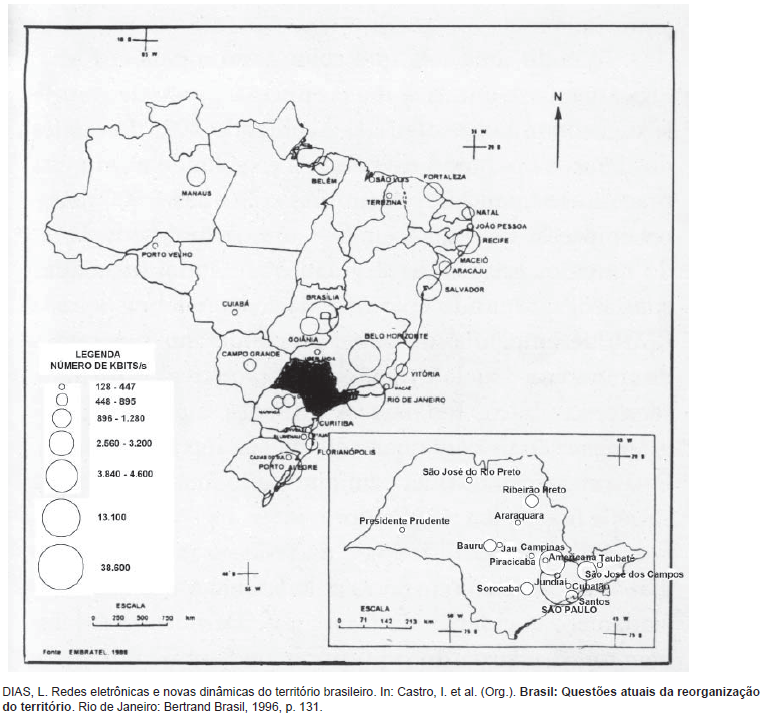 N
MANAUS
BELÉM
SÃO LUIS
TEREZINA
FORTALEZA
NATAL
JOÃO PESSOA
RECIFE
MACEIÓ
ARACAJU
SALVADOR
PORTO VELHO
CUIABÁ
BRASÍLIA
GOIÂNIA
BELO HORIZONTE
CAMPO GRANDE
VITÓRIA
RIO DE JANEIRO
CURITIBA
FLORIANÓPOLIS
PORTO ALEGRE
LEGENDA
NÚMERO DE KBITS/s
128 - 447
448 - 895
896 - 1.280
2.560 - 3.200
3.840 - 4.600
13.100
38.600
ESCALA
0 250 500 750 km
São José do Rio Preto
Ribeirão Preto
Araraquara
Presidente Prudente
Bauru Jau Campinas
Piracicaba Americana Taubaté
Jundiaí São José dos Campos
Sorocaba Cubatão
Santos
SÃO PAULO
ESCALA
0 71 142 213 km
Fonte EMBRATEL, 1988
DIAS, L. Redes eletrônicas e novas dinâmicas do território brasileiro. In: Castro, I. et al. (Org.). Brasil: Questões atuais da reorganização
do território. Rio de Janeiro: Bertrand Brasil, 1996, p. 131.